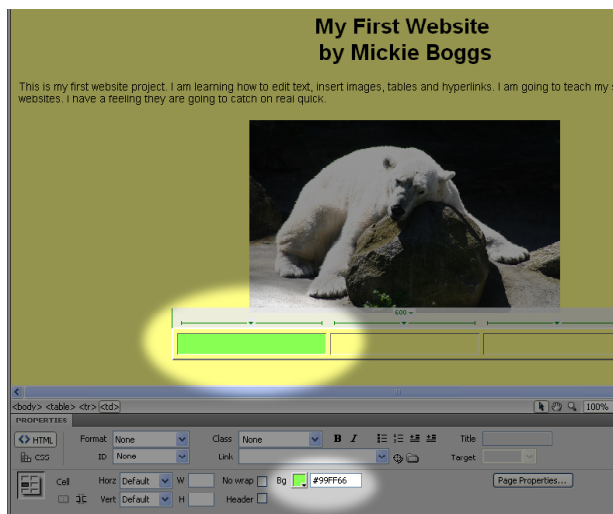 My First Website
by Mickie Boggs
This is my first website project. I am learning how to edit text, insert images, tables and hyperlinks. I am going to teach my s
websites. I have a feeling they are going to catch on real quick.
600
<body> <table> <tr> <td> 100%
PROPERTIES
<> HTML Format None Class None B I Title
CSS ID None Link Target
Cell Horz Default W No wrap Bg #99FF66 Page Properties...
Vert Default H Header